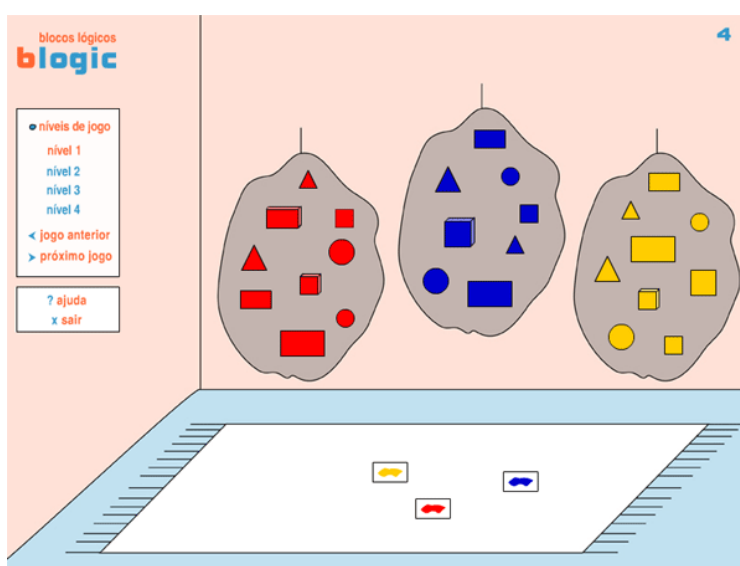 blocos lógicos
blogic
4
níveis de jogo
nível 1
nível 2
nível 3
nível 4
< jogo anterior
> próximo jogo
? ajuda
x sair